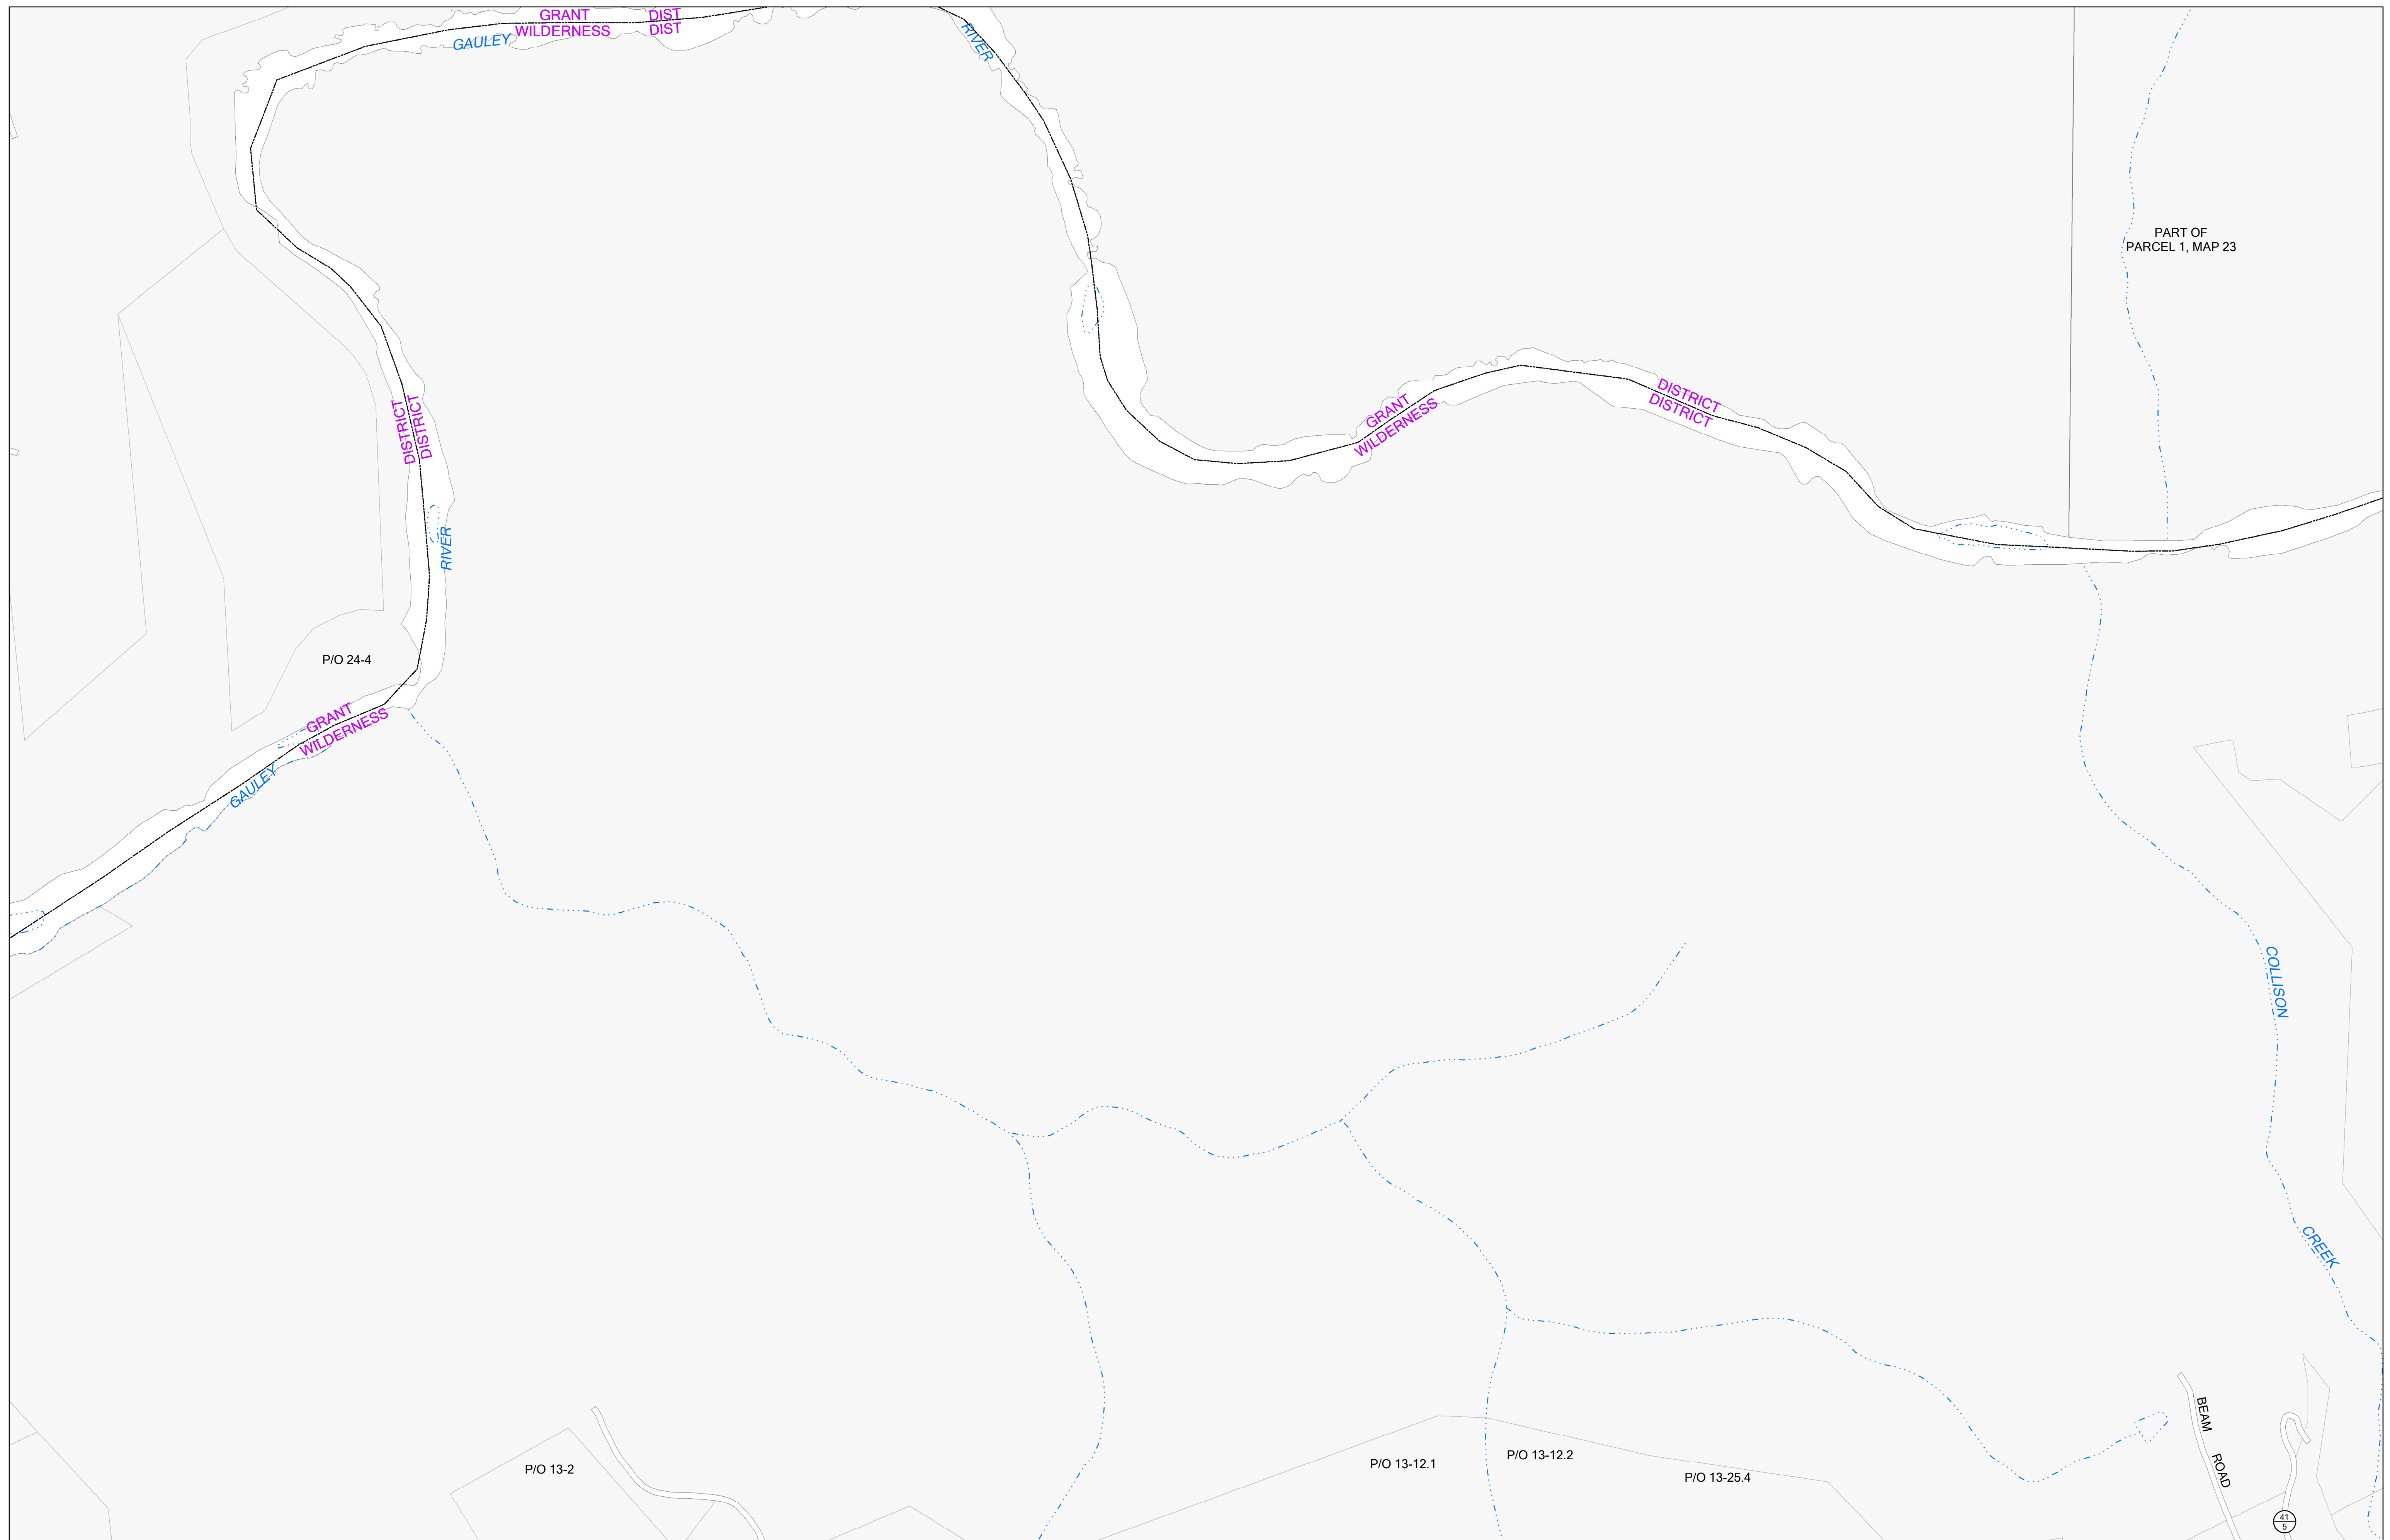 GRANT DIST
WILDERNESS DIST
GAULEY
RIVER
PART OF
PARCEL 1, MAP 23
DISTRICT
DISTRICT
GRANT
WILDERNESS
DISTRICT
DISTRICT
RIVER
P/O 24-4
GRANT
WILDERNESS
GAULEY
COLLISON
CREEK
BEAM
ROAD
P/O 13-2
P/O 13-12.1
P/O 13-12.2
P/O 13-25.4
41
5